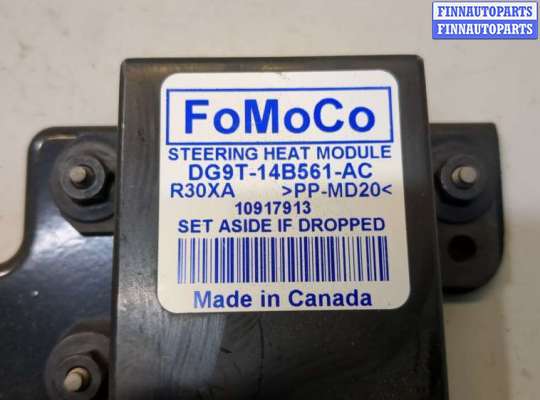 FINNAUTOPARTS
FINNAUTOPARTS
FoMoCo
STEERING HEAT MODULE
DG9T-14B561-AC
R30XA >PP-MD20<
10917913
SET ASIDE IF DROPPED
Made in Canada